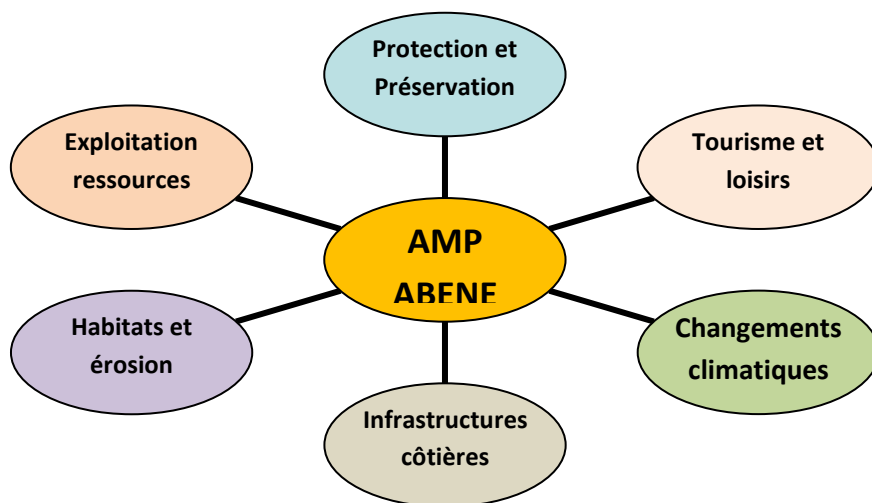 Protection et
Préservation
Exploitation
ressources
Tourisme et
loisirs
AMP
ABENE
Habitats et
érosion
Changements
climatiques
Infrastructures
côtières